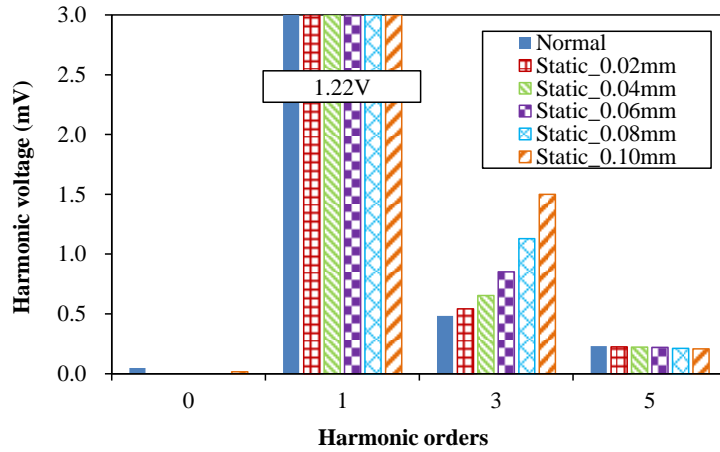 3.0
2.5
2.0
1.5
1.0
0.5
0.0
Harmonic voltage (mV)
1.22V
Normal
Static_0.02mm
Static_0.04mm
Static_0.06mm
Static_0.08mm
Static_0.10mm
0 1 3 5
Harmonic orders